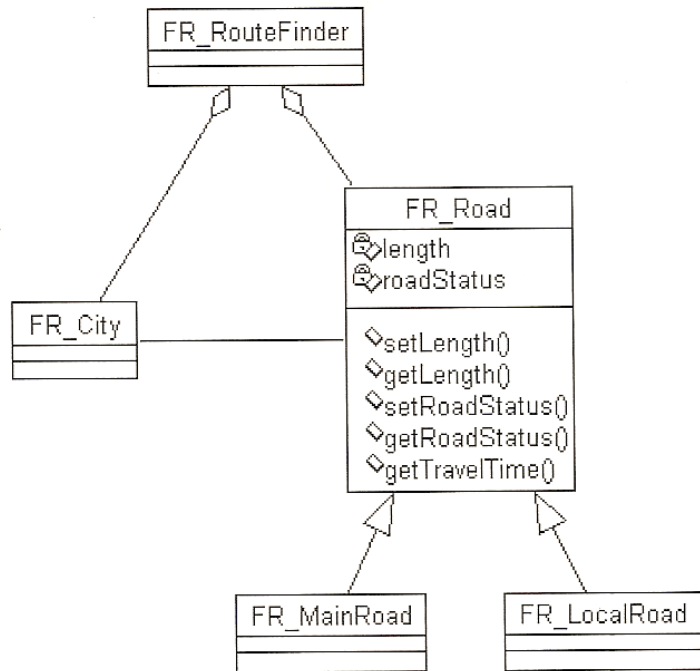 FR_RouteFinder
FR_Road
length
roadStatus
FR_City
setLength()
getLength()
setRoadStatus()
getRoadStatus()
getTravelTime()
FR_MainRoad
FR_LocalRoad